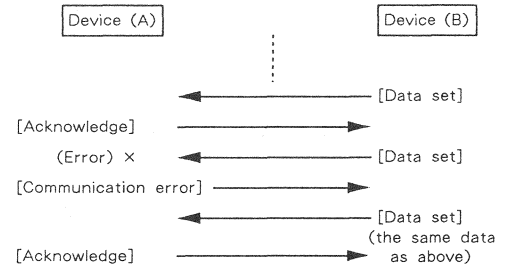 Device (A) Device (B)
[Data set]
[Acknowledge]
(Error) × [Data set]
[Communication error]
[Data set]
(the same data
[Acknowledge] as above)